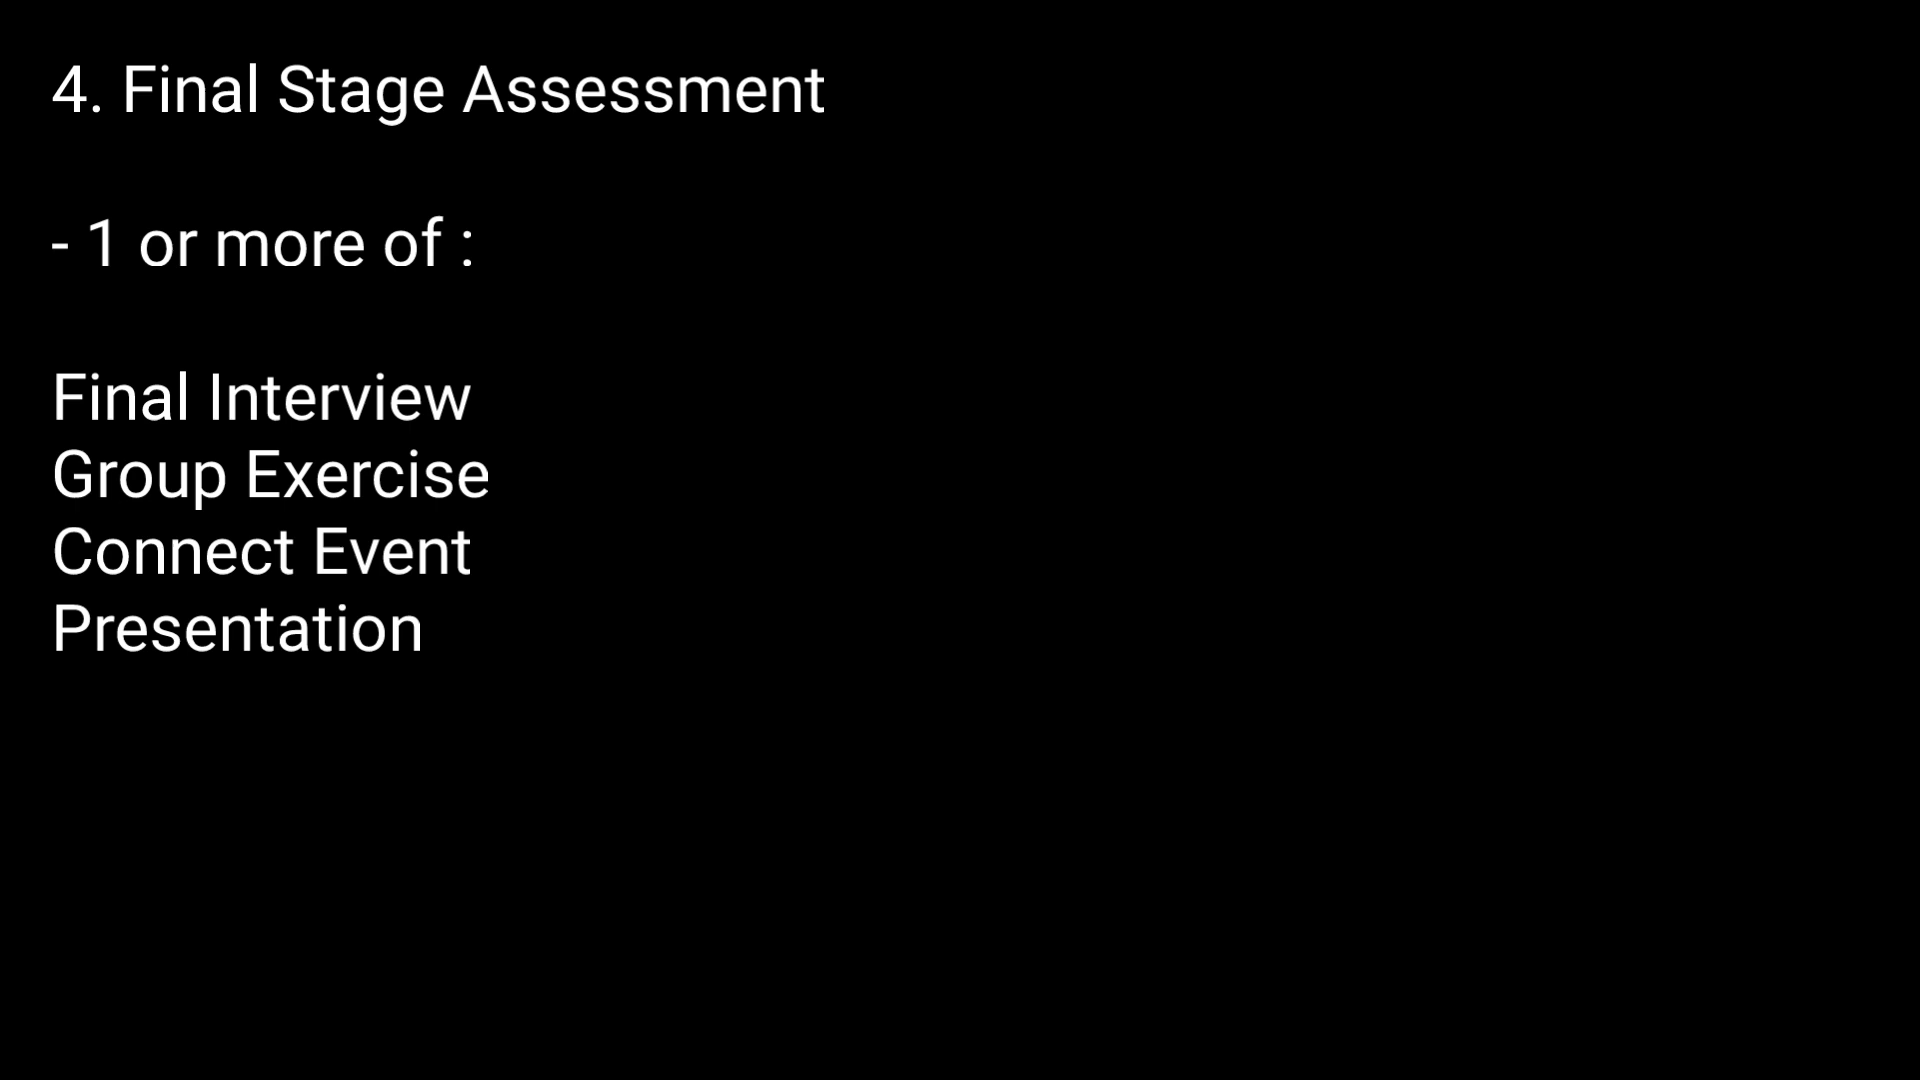 4. Final Stage Assessment
- 1 or more of :
Final Interview
Group Exercise
Connect Event
Presentation